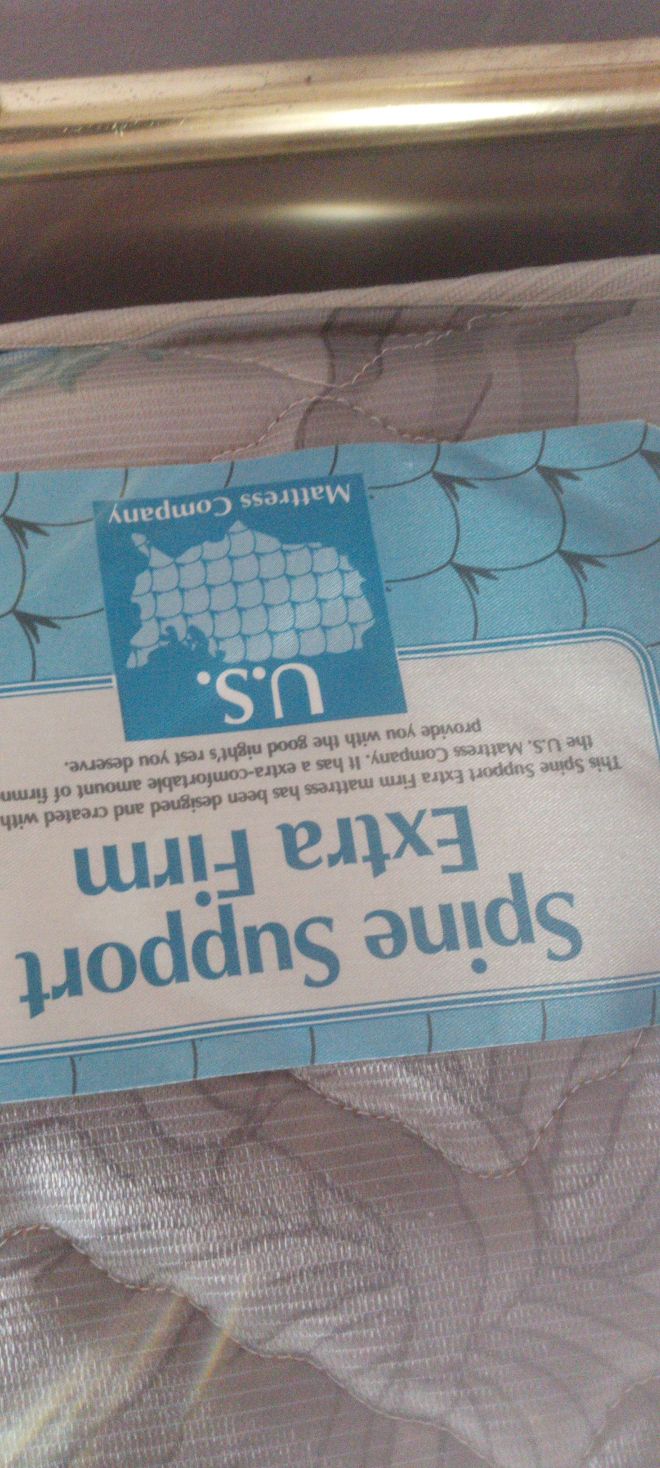 Spine Support
Extra Firm
This Spine Support Extra Firm mattress has been designed and created with
the U.S. Mattress Company. It has a extra-comfortable amount of
provide you with the good night's rest you deserve.
U.S.
Mattress Company